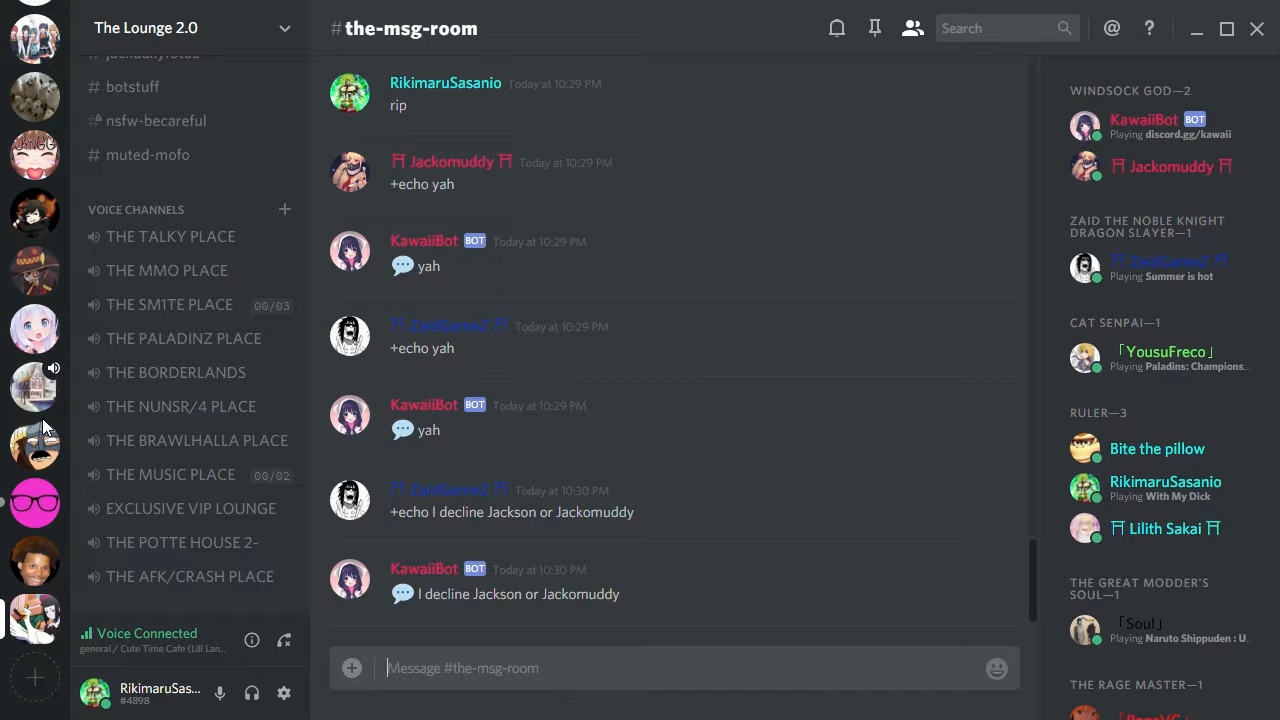 The Lounge 2.0
botstuff
nsfw-becareful
muted-mofo
VOICE CHANNELS
THE TALKY PLACE
THE MMO PLACE
THE SM1TE PLACE 00/03
THE PALADINZ PLACE
THE BORDERLANDS
THE NUNSR/4 PLACE
THE BRAWLHALLA PLACE
THE MUSIC PLACE 00/02
EXCLUSIVE VIP LOUNGE
THE POTTE HOUSE 2-
THE AFK/CRASH PLACE
Voice Connected
general / Cute Time Cafe (Lili Lan...
RikimaruSas...
#4898
#the-msg-room
Search
RikimaruSasanio Today at 10:29 PM
rip
⛩ Jackomuddy ⛩ Today at 10:29 PM
+echo yah
KawaiiBot BOT Today at 10:29 PM
💬 yah
⛩ ZaidGameZ ⛩ Today at 10:29 PM
+echo yah
KawaiiBot BOT Today at 10:29 PM
💬 yah
⛩ ZaidGameZ ⛩ Today at 10:30 PM
+echo I decline Jackson or Jackomuddy
KawaiiBot BOT Today at 10:30 PM
💬 I decline Jackson or Jackomuddy
Message #the-msg-room
WINDSOCK GOD—2
KawaiiBot BOT
Playing discord.gg/kawaii
⛩ Jackomuddy ⛩
ZAID THE NOBLE KNIGHT
DRAGON SLAYER—1
⛩ ZaidGameZ ⛩
Playing Summer is hot
CAT SENPAI—1
「YousuFreco」
Playing Paladins: Champions...
RULER—3
Bite the pillow
RikimaruSasanio
Playing With My Dick
⛩ Lilith Sakai ⛩
THE GREAT MODDER'S
SOUL—1
「Soul」
Playing Naruto Shippuden : U...
THE RAGE MASTER—1